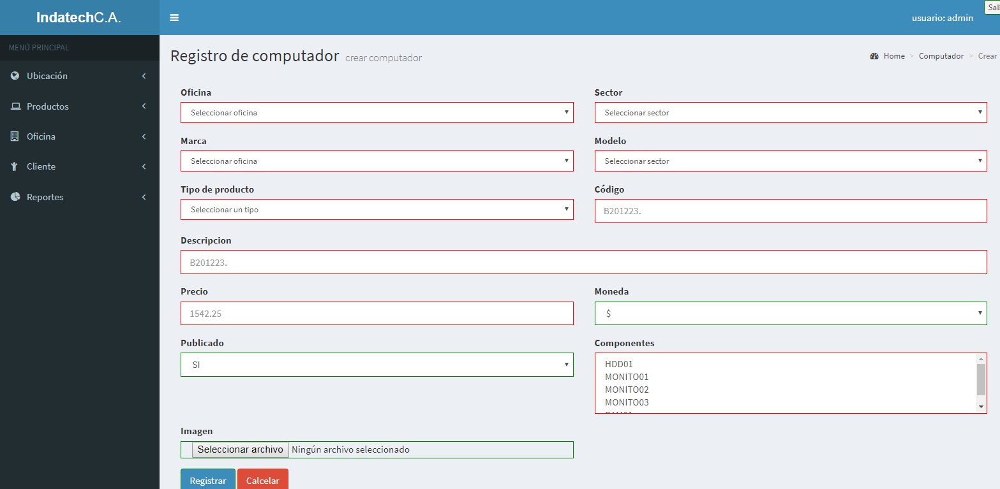 IndatechC.A.
usuario: admin
Sali
MENÚ PRINCIPAL
Ubicación
Productos
Oficina
Cliente
Reportes
Registro de computador crear computador
Home > Computador > Crear
Oficina
Sector
Seleccionar oficina
Seleccionar sector
Marca
Modelo
Seleccionar oficina
Seleccionar sector
Tipo de producto
Código
Seleccionar un tipo
B201223.
Descripcion
B201223.
Precio
Moneda
1542.25
$
Publicado
Componentes
SI
HDD01
MONITO01
MONITO02
MONITO03
Imagen
Seleccionar archivo Ningún archivo seleccionado
Registrar
Calcelar